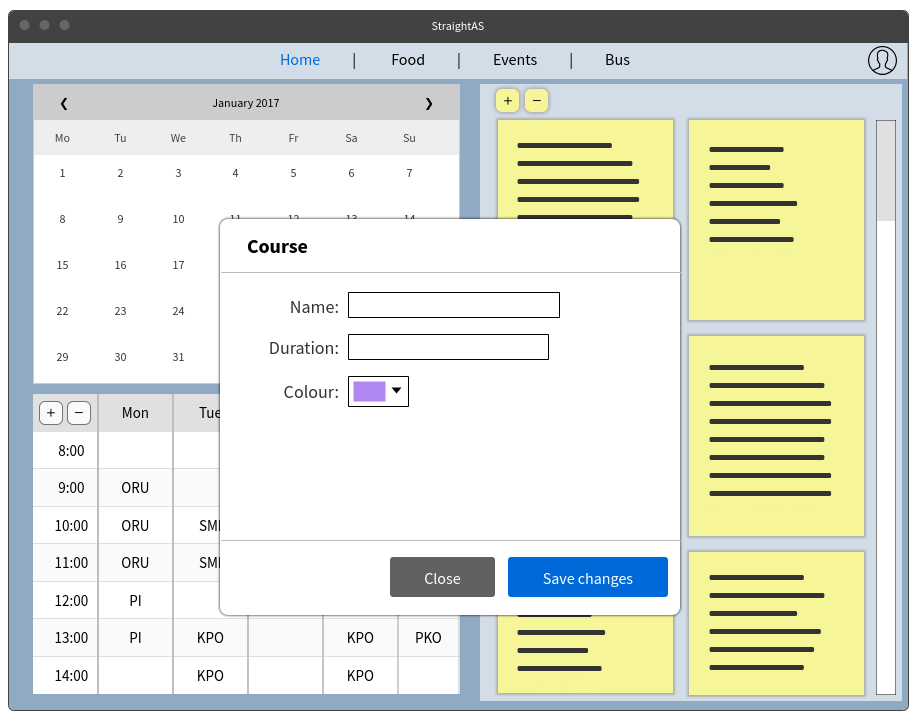 StraightAS
Home | Food | Events | Bus
❮ January 2017 ❯
Mo Tu We Th Fr Sa Su
1 2 3 4 5 6 7
8 9 10 11 12 13 14
15 16 17
22 23 24
29 30 31
+ −
Course
Name:
Duration:
Colour:
Close Save changes
+ − Mon Tue
8:00
9:00 ORU
10:00 ORU
11:00 ORU
12:00 PI
13:00 PI KPO KPO PKO
14:00 KPO KPO